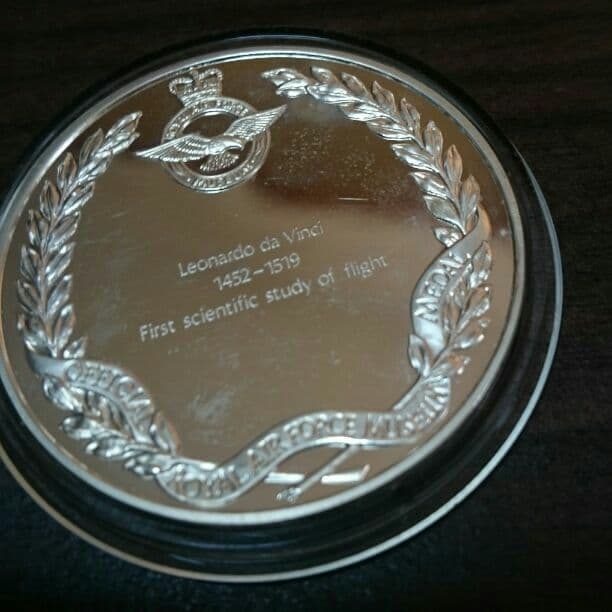 Leonardo da Vinci
1452-1519
First scientific study of flight
OFFICIAL
ROYAL AIR FORCE MUSEUM
MEDAL